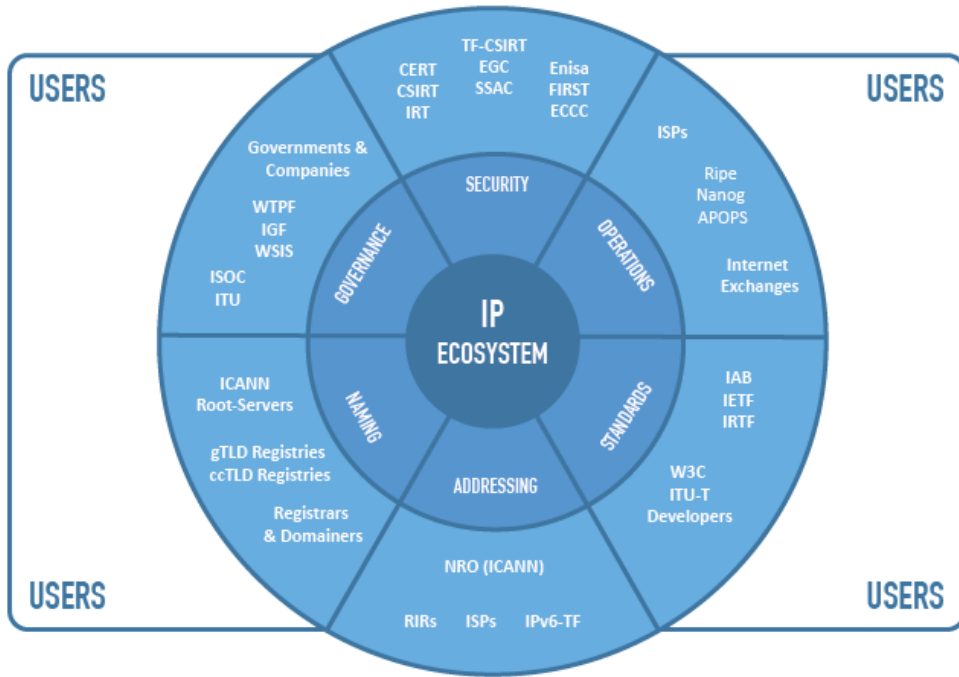 USERS
USERS
TF-CSIRT
EGC
SSAC
CERT
CSIRT
IRT
Enisa
FIRST
ECCC
SECURITY
Governments &
Companies
WTPF
IGF
WSIS
ISOC
ITU
GOVERNANCE
ISPs
Ripe
Nanog
APOPS
Internet
Exchanges
OPERATIONS
IP
ECOSYSTEM
ICANN
Root-Servers
gTLD Registries
ccTLD Registries
Registrars
& Domainers
NAMING
IAB
IETF
IRTF
W3C
ITU-T
Developers
STANDARDS
ADDRESSING
NRO (ICANN)
RIRs ISPs IPv6-TF
USERS
USERS